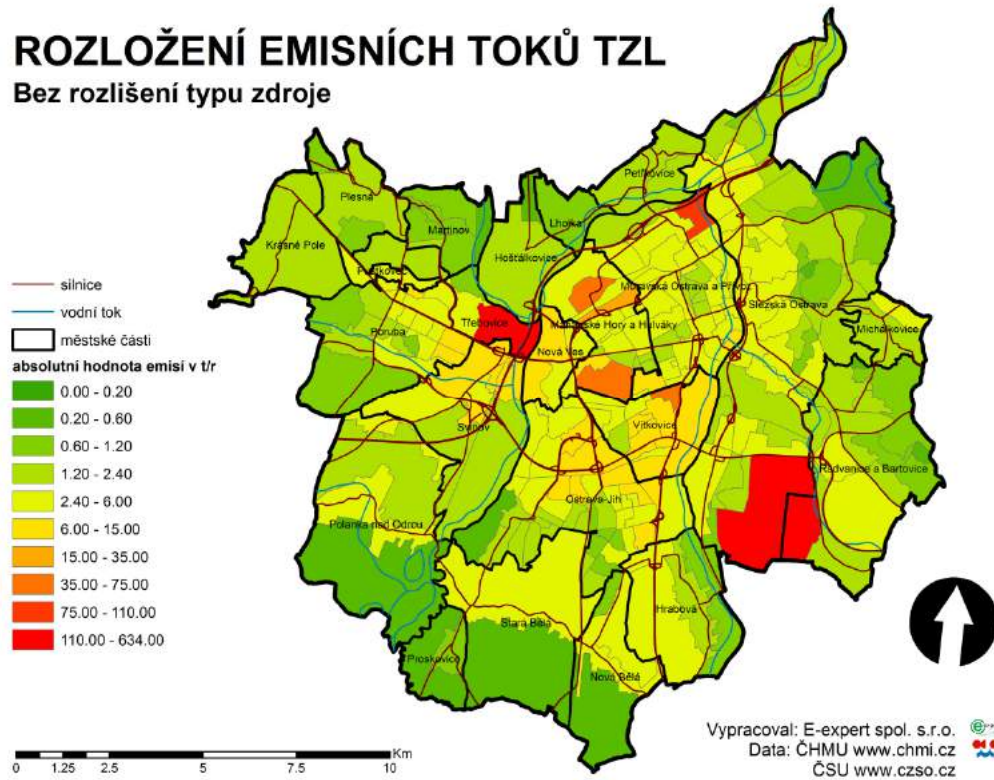 ROZLOŽENÍ EMISNÍCH TOKŮ TZL
Bez rozlišení typu zdroje
silnice
vodní tok
městské části
absolutní hodnota emisí v t/r
0.00 - 0.20
0.20 - 0.60
0.60 - 1.20
1.20 - 2.40
2.40 - 6.00
6.00 - 15.00
15.00 - 35.00
35.00 - 75.00
75.00 - 110.00
110.00 - 634.00
Petřkovice
Plesná
Lhotka
Martinov
Krásné Pole
Hošťálkovice
Pustkovec
Moravská Ostrava a Přívoz
Slezská Ostrava
Třebovice
Mariánské Hory a Hulváky
Poruba
Michálkovice
Nová Ves
Svinov
Vítkovice
Radvanice a Bartovice
Ostrava-Jih
Polanka nad Odrou
Hrabová
Stará Bělá
Proskovice
Nová Bělá
Km
0 1.25 2.5 5 7.5 10
Vypracoval: E-expert spol. s.r.o.
Data: ČHMU www.chmi.cz
ČSU www.czso.cz